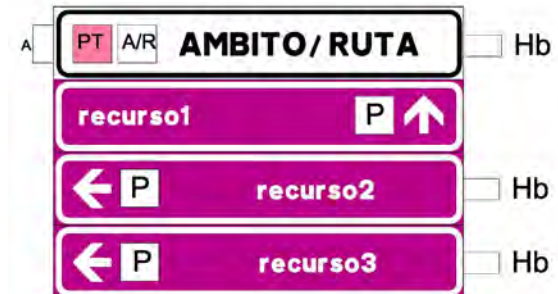 A PT A/R AMBITO/RUTA Hb
recurso1 P
P recurso2 Hb
P recurso3 Hb